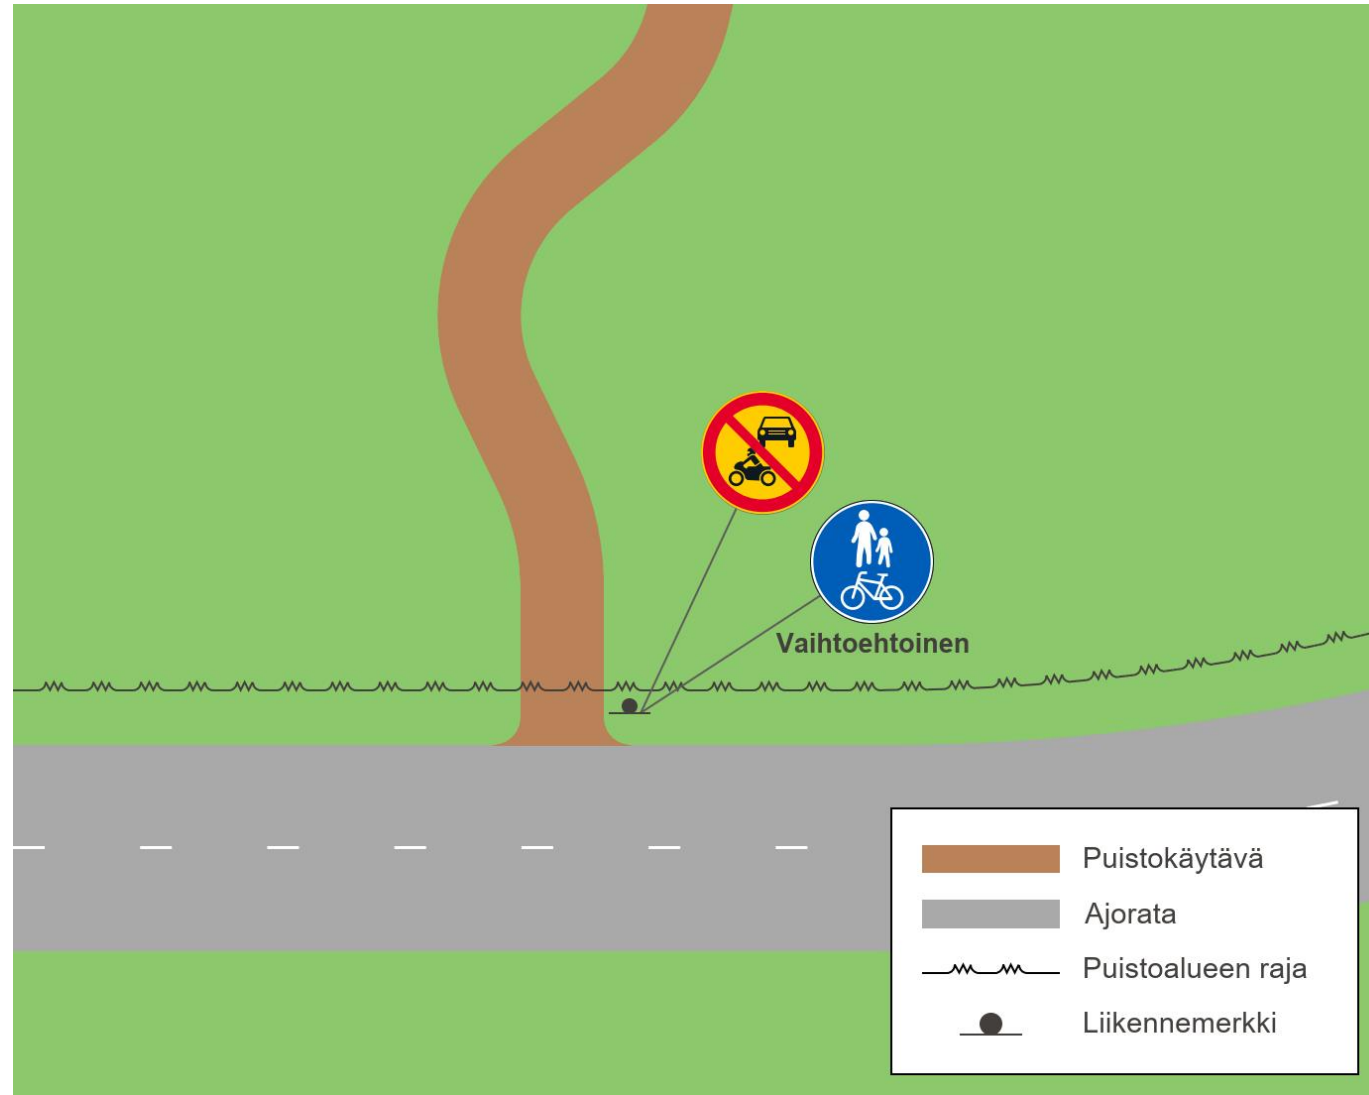 Vaihtoehtoinen
Puistokäytävä
Ajorata
Puistoalueen raja
Liikennemerkki